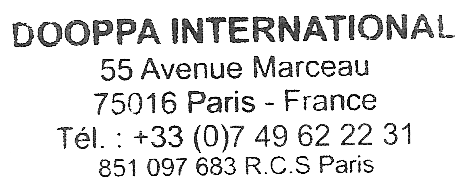 DOOPPA INTERNATIONAL
55 Avenue Marceau
75016 Paris - France
Tél. : +33 (0)7 49 62 22 31
851 097 683 R.C.S Paris